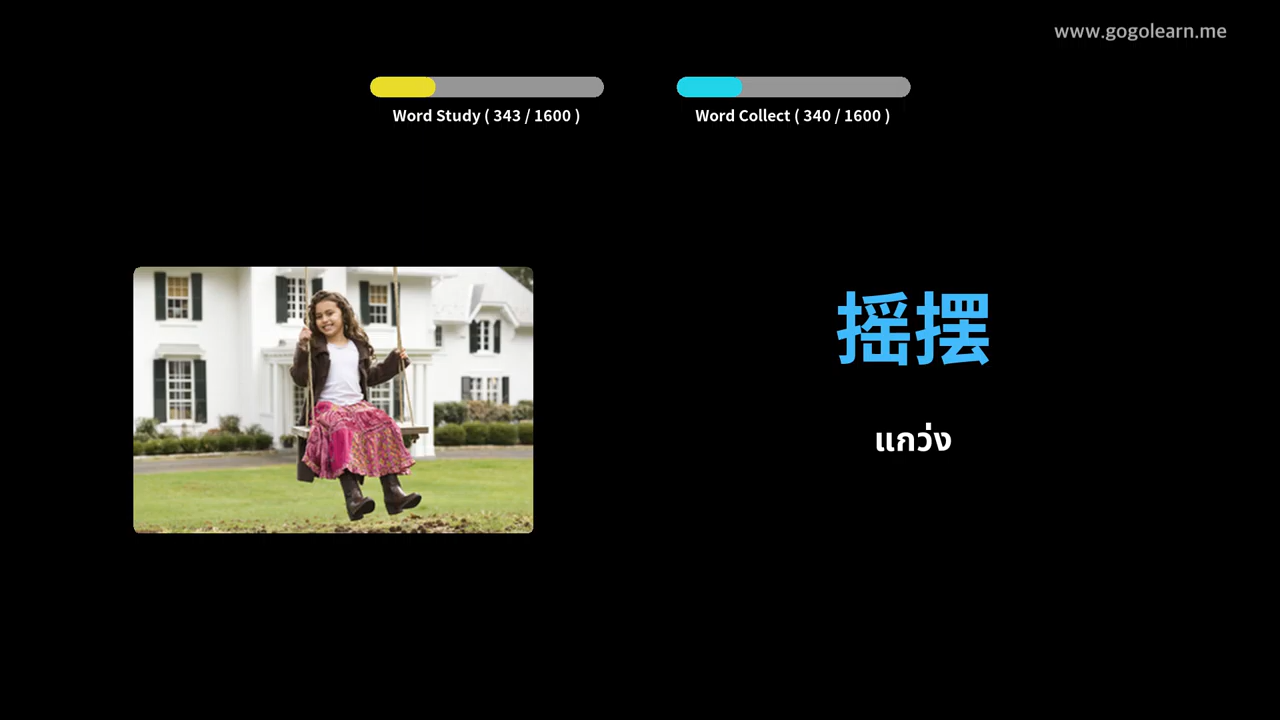 www.gogolearn.me
Word Study ( 343 / 1600 )
Word Collect ( 340 / 1600 )
摇摆
แกว่ง